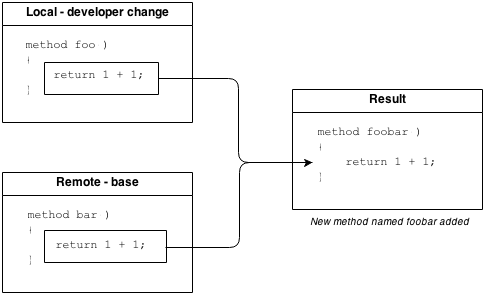 Local - developer change
method foo )
{
return 1 + 1;
}
Remote - base
method bar )
{
return 1 + 1;
}
Result
method foobar )
{
return 1 + 1;
}
New method named foobar added